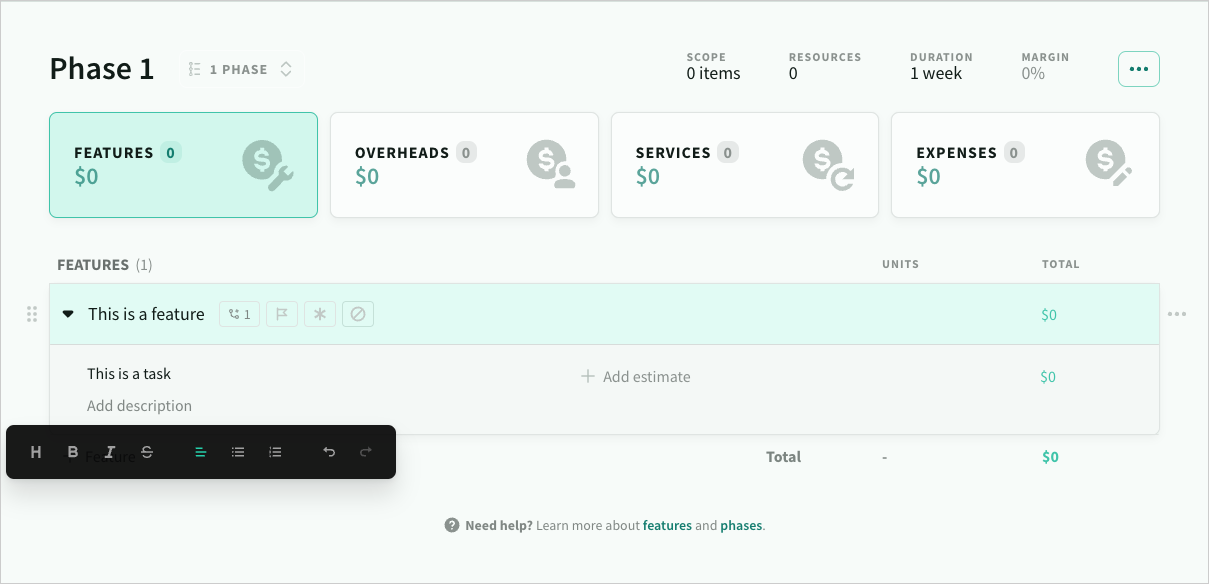 Phase 1
1 PHASE
SCOPE
0 items
RESOURCES
0
DURATION
1 week
MARGIN
0%
FEATURES 0
$0
OVERHEADS 0
$0
SERVICES 0
$0
EXPENSES 0
$0
FEATURES (1) UNITS TOTAL
This is a feature 1 $0
This is a task Add estimate $0
Add description
H B I S
Feature
Total - $0
? Need help? Learn more about features and phases.